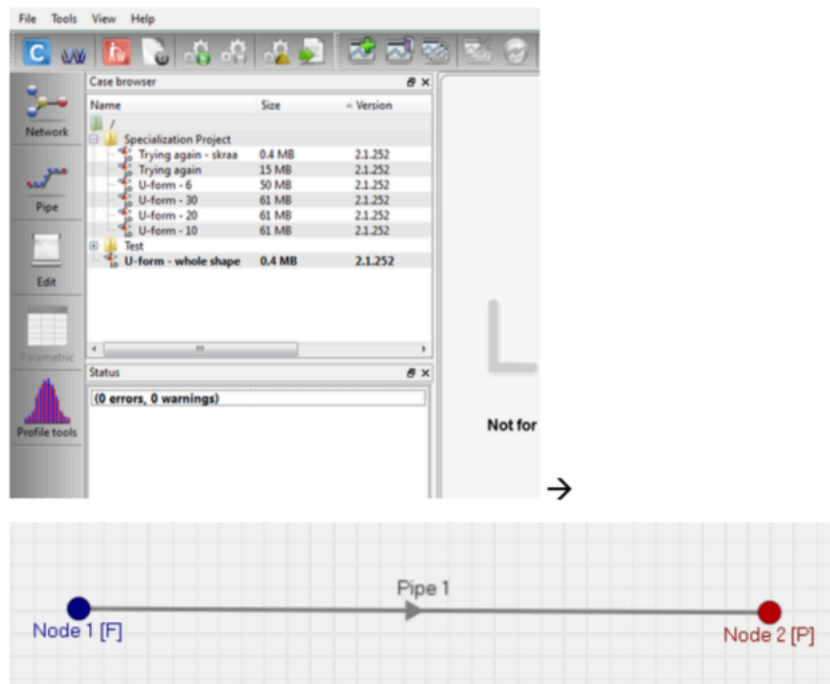 File Tools View Help
Case browser
Name Size Version
/
Specialization Project
Trying again - skraa 0.4 MB 2.1.252
Trying again 15 MB 2.1.252
U-form - 6 50 MB 2.1.252
U-form - 30 61 MB 2.1.252
U-form - 20 61 MB 2.1.252
U-form - 10 61 MB 2.1.252
Test
U-form - whole shape 0.4 MB 2.1.252
Network
Pipe
Edit
Parametric
Profile tools
Status
(0 errors, 0 warnings)
L
Not for
→
Pipe 1
Node 1 [F]
Node 2 [P]